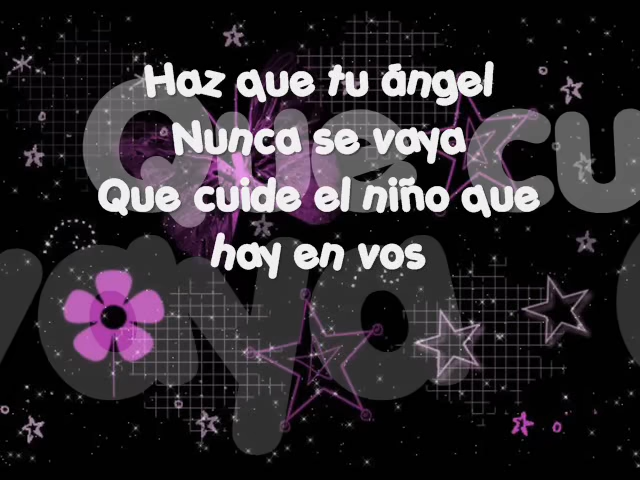 Haz que tu ángel
Nunca se vaya
Que cuide el niño que
hay en vos